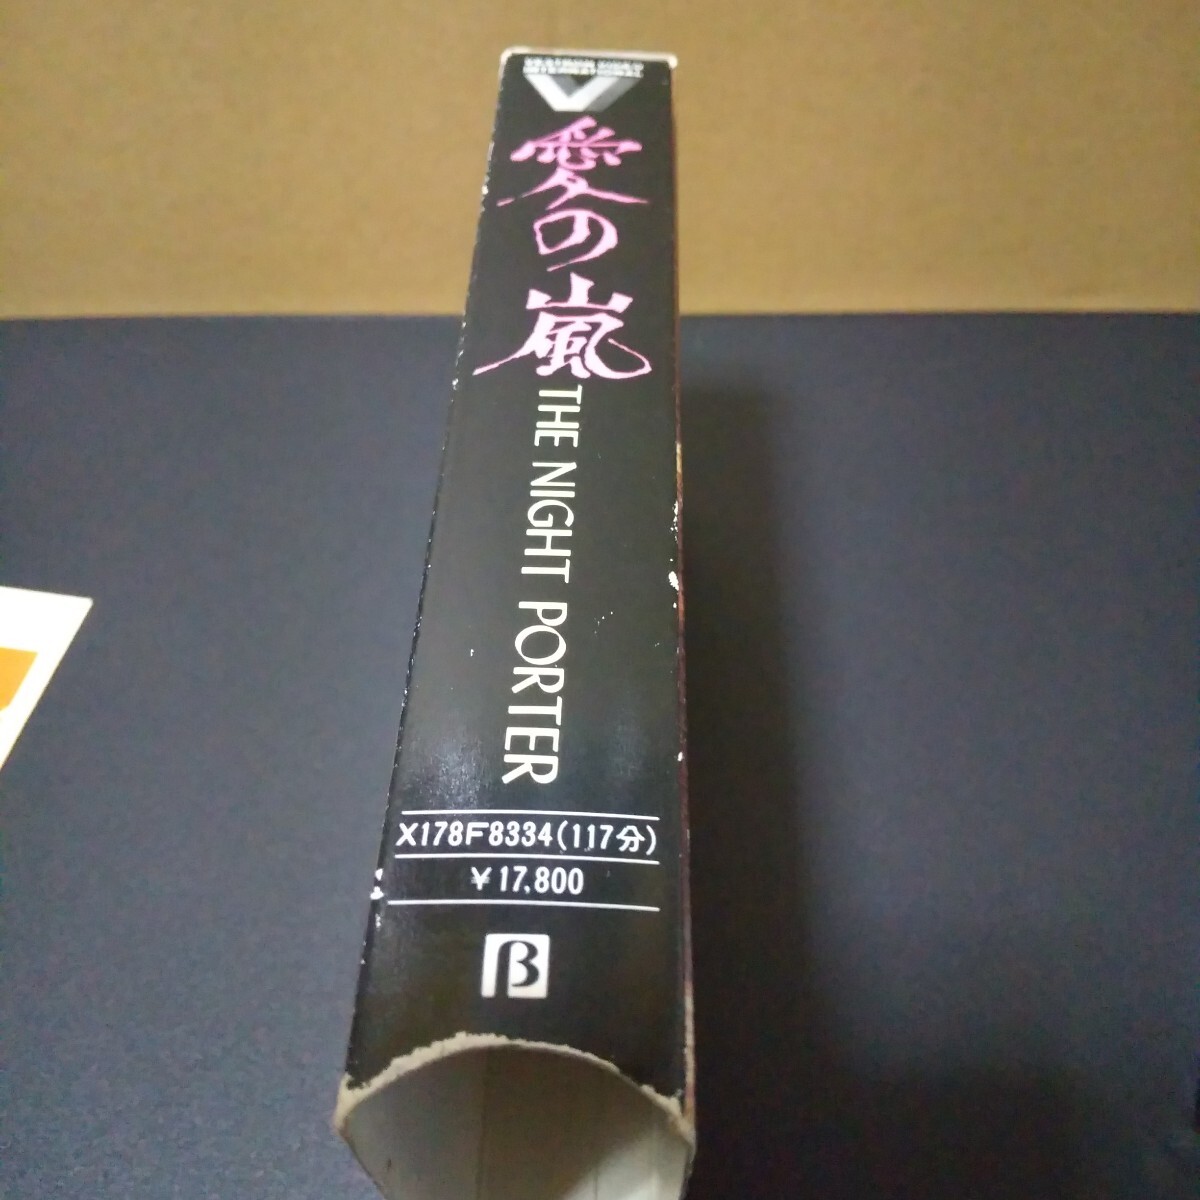 愛の嵐
THE NIGHT PORTER
X178F8334(117分)
￥17,800
β